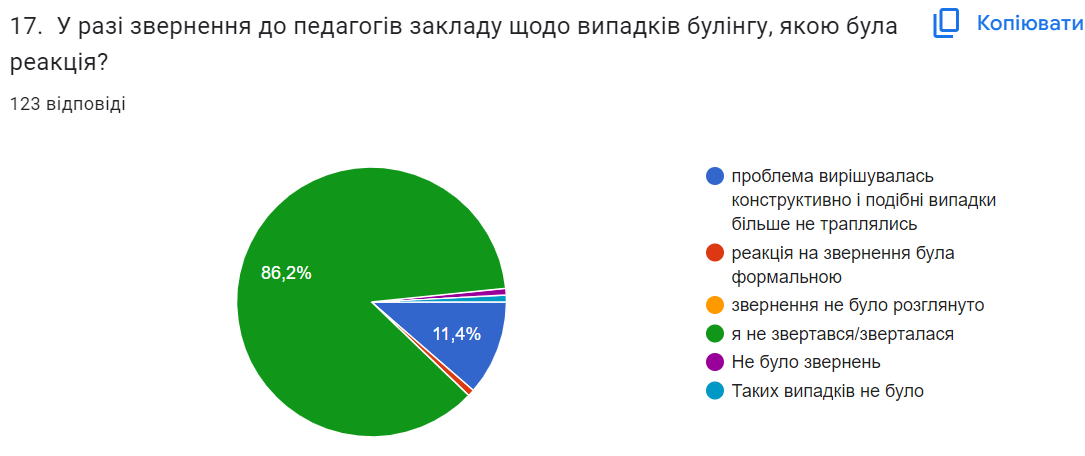 17. У разі звернення до педагогів закладу щодо випадків булінгу, якою була
реакція?
Копіювати
123 відповіді
86,2%
11,4%
проблема вирішувалась
конструктивно і подібні випадки
більше не траплялись
реакція на звернення була
формальною
звернення не було розглянуто
я не звертався/зверталася
Не було звернень
Таких випадків не було